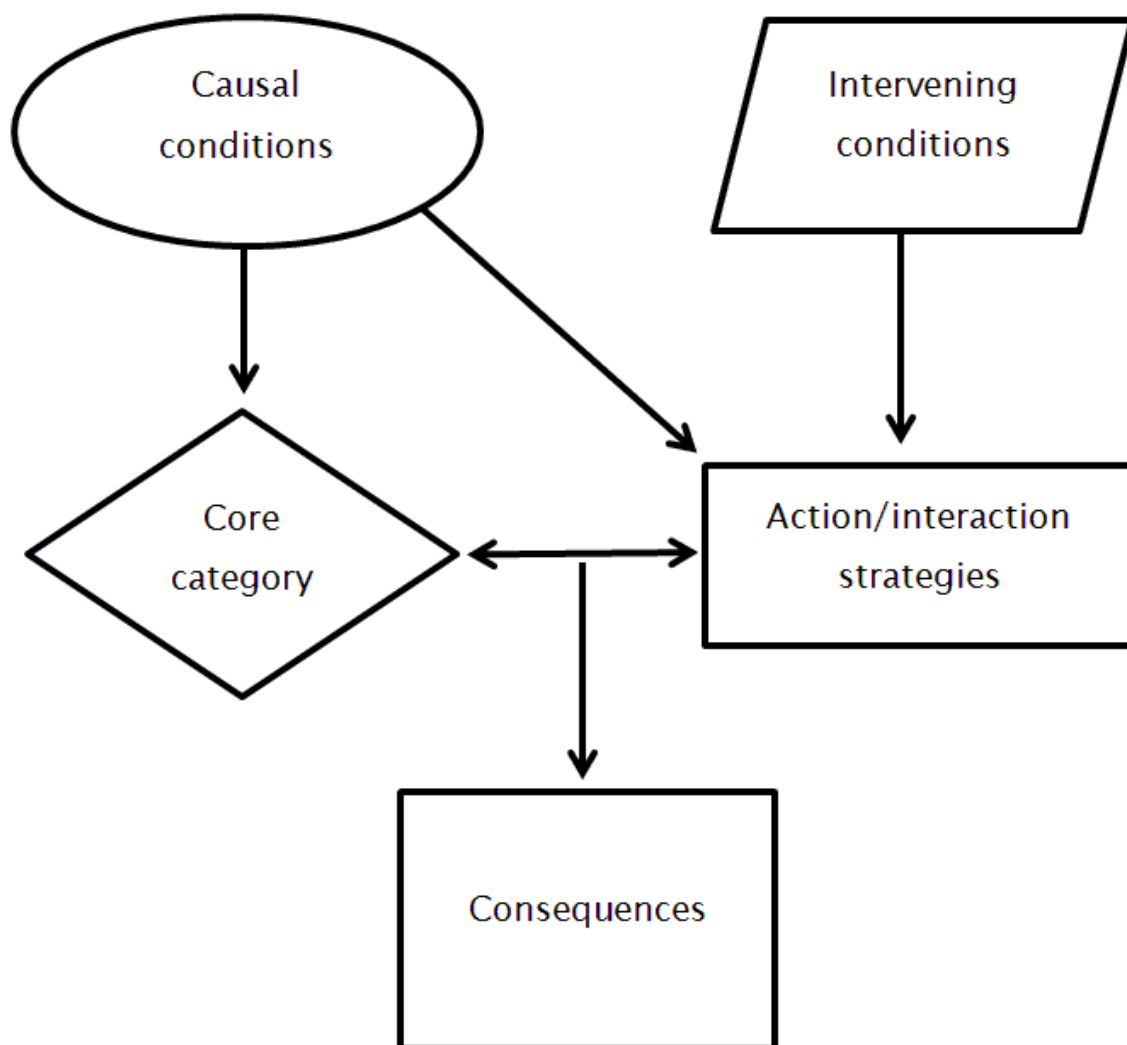 Causal
conditions
Intervening
conditions
Core
category
Action/interaction
strategies
Consequences